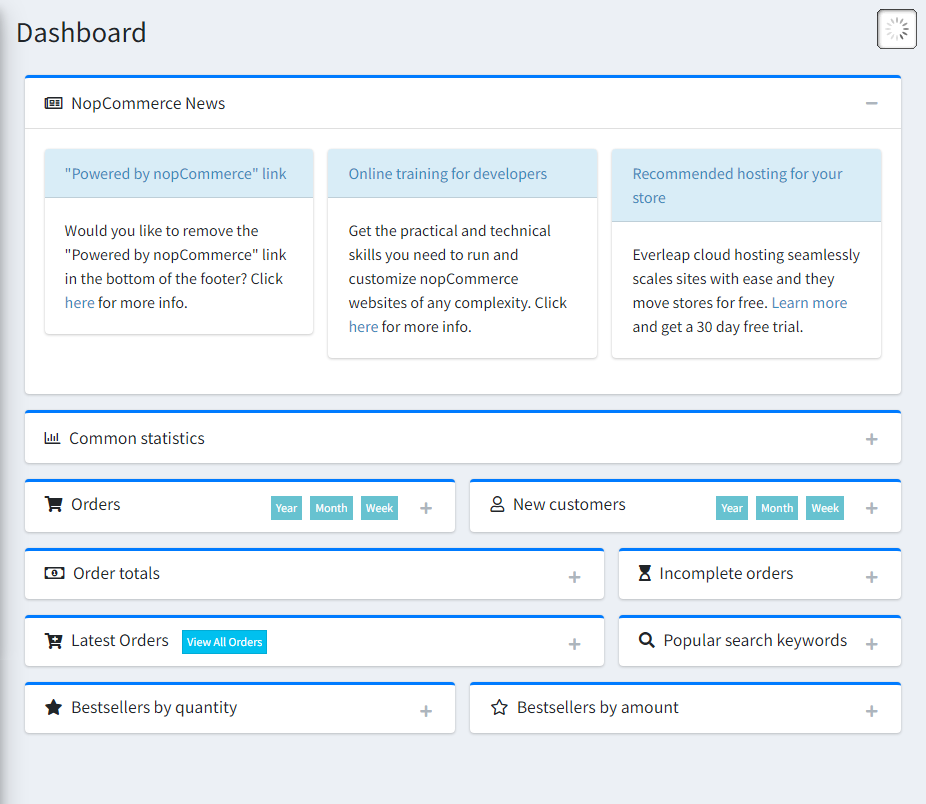 Dashboard
NopCommerce News
"Powered by nopCommerce" link
Would you like to remove the
"Powered by nopCommerce" link
in the bottom of the footer? Click
here for more info.
Online training for developers
Get the practical and technical
skills you need to run and
customize nopCommerce
websites of any complexity. Click
here for more info.
Recommended hosting for your
store
Everleap cloud hosting seamlessly
scales sites with ease and they
move stores for free. Learn more
and get a 30 day free trial.
Common statistics
Orders Year Month Week
New customers Year Month Week
Order totals
Incomplete orders
Latest Orders View All Orders
Popular search keywords
Bestsellers by quantity
Bestsellers by amount